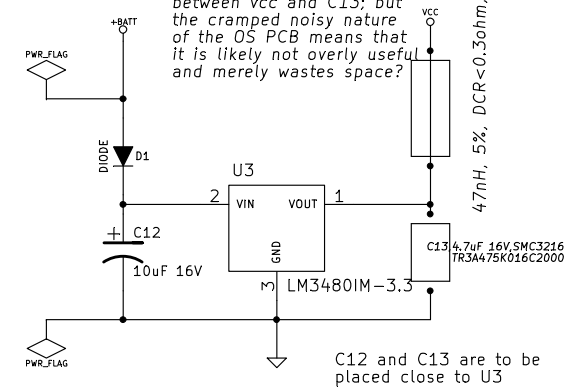 between Vcc and C13; but
the cramped noisy nature
of the OS PCB means that
it is likely not overly useful
and merely wastes space?
+BATT
VCC
PWR_FLAG
47nH, 5%, DCR<0.3ohm,
DIODE
D1
U3
2
VIN
VOUT
1
GND
3
LM3480IM-3.3
C12
10uF 16V
C13,4.7uF 16V,SMC3216
TR3A475K016C2000
PWR_FLAG
C12 and C13 are to be
placed close to U3